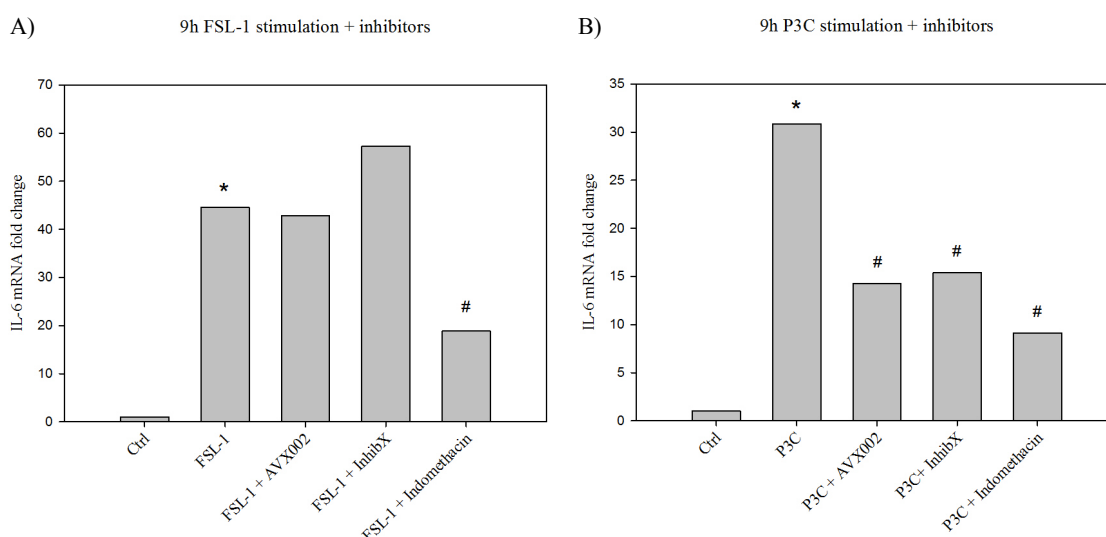 A)
9h FSL-1 stimulation + inhibitors
IL-6 mRNA fold change
70
60
50
40
30
20
10
0
*
#
Ctrl
FSL-1
FSL-1 + AVX002
FSL-1 + InhibX
FSL-1 + Indomethacin
B)
9h P3C stimulation + inhibitors
IL-6 mRNA fold change
35
30
25
20
15
10
5
0
*
#
#
#
Ctrl
P3C
P3C + AVX002
P3C+ InhibX
P3C + Indomethacin